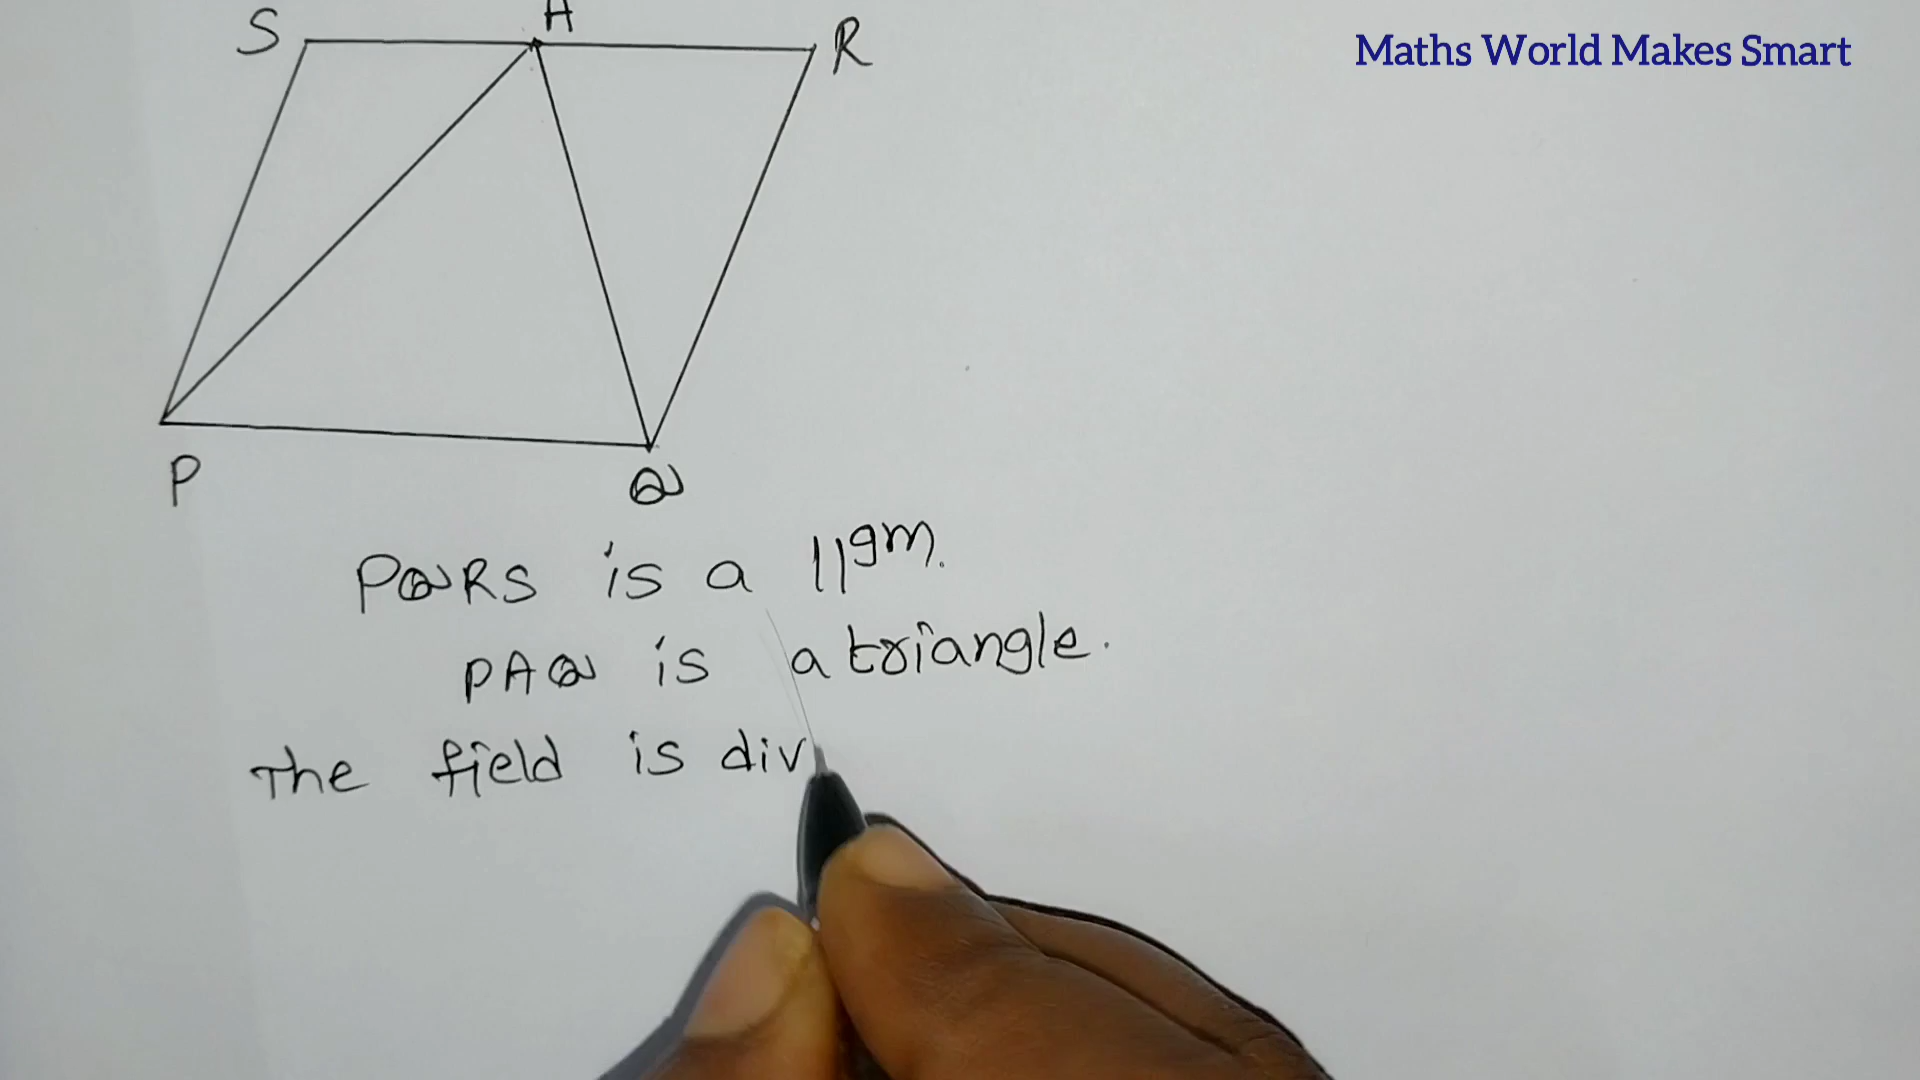 Maths World Makes Smart
S A R
P Q
PQRS is a ||gm.
PAQ is a triangle.
The field is div